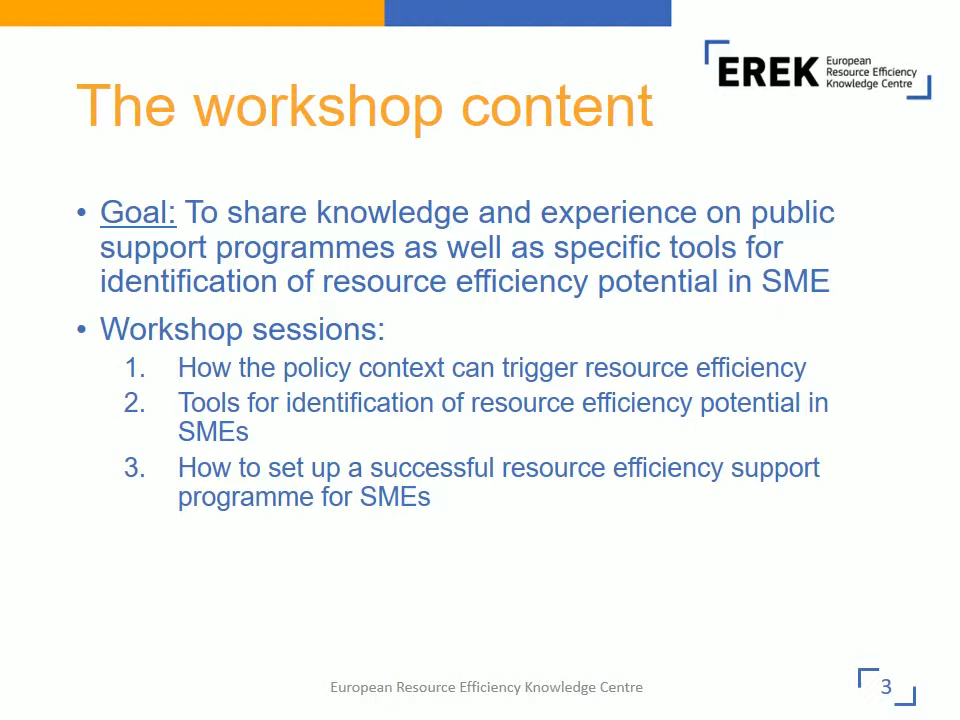 EREK
European
Resource Efficiency
Knowledge Centre
The workshop content
• Goal: To share knowledge and experience on public
support programmes as well as specific tools for
identification of resource efficiency potential in SME
• Workshop sessions:
1. How the policy context can trigger resource efficiency
2. Tools for identification of resource efficiency potential in
SMEs
3. How to set up a successful resource efficiency support
programme for SMEs
European Resource Efficiency Knowledge Centre
3